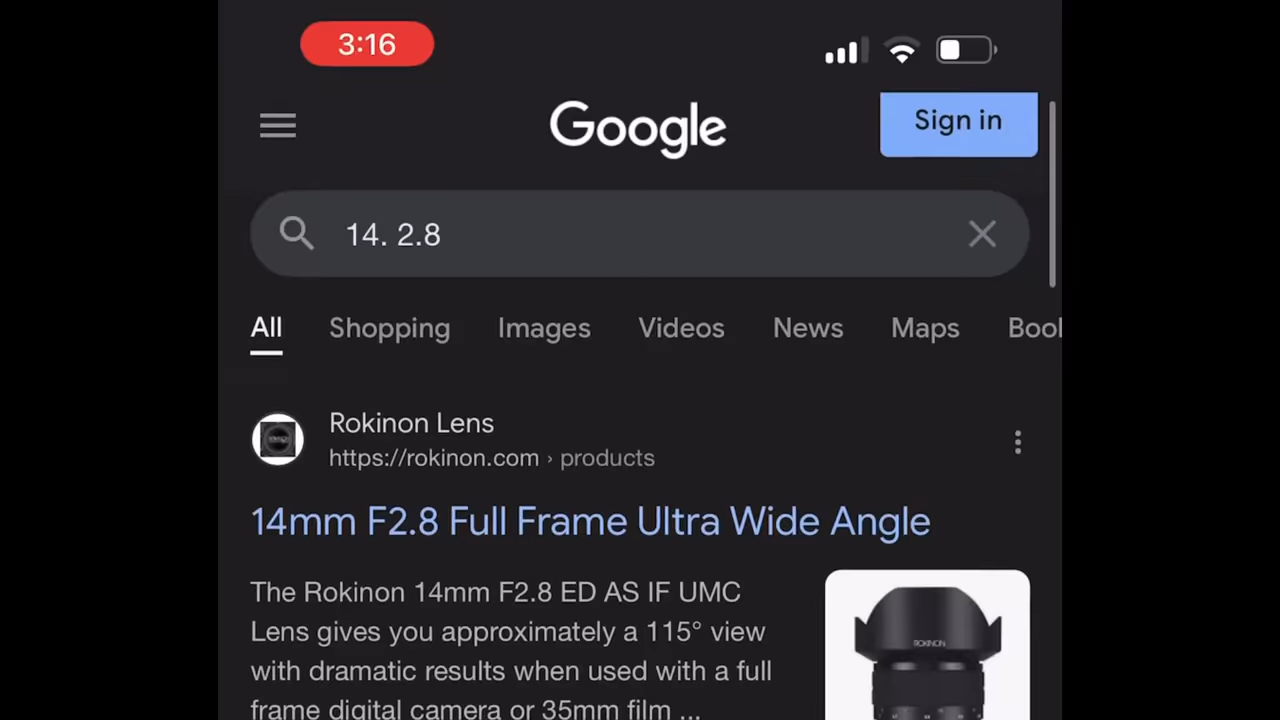 3:16
Google
Sign in
14. 2.8
All Shopping Images Videos News Maps Bool
Rokinon Lens
https://rokinon.com › products
14mm F2.8 Full Frame Ultra Wide Angle
The Rokinon 14mm F2.8 ED AS IF UMC
Lens gives you approximately a 115° view
with dramatic results when used with a full
frame digital camera or 35mm film ...
ROKINON